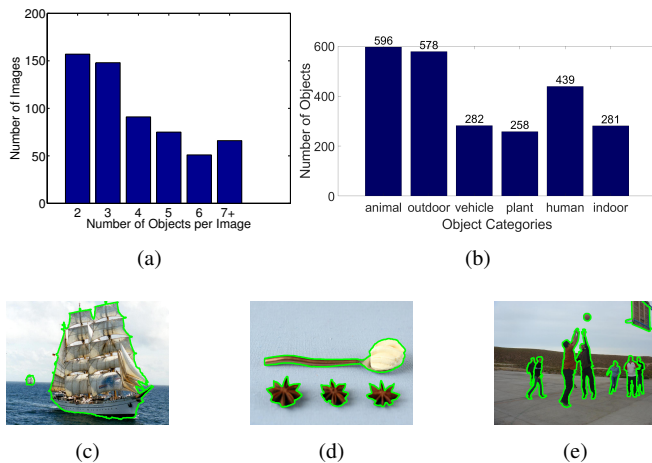 200
150
100
50
0
Number of Images
2 3 4 5 6 7+
Number of Objects per Image
(a)
600
400
200
0
Number of Objects
596
578
282
258
439
281
animal outdoor vehicle plant human indoor
Object Categories
(b)
(c)
(d)
(e)